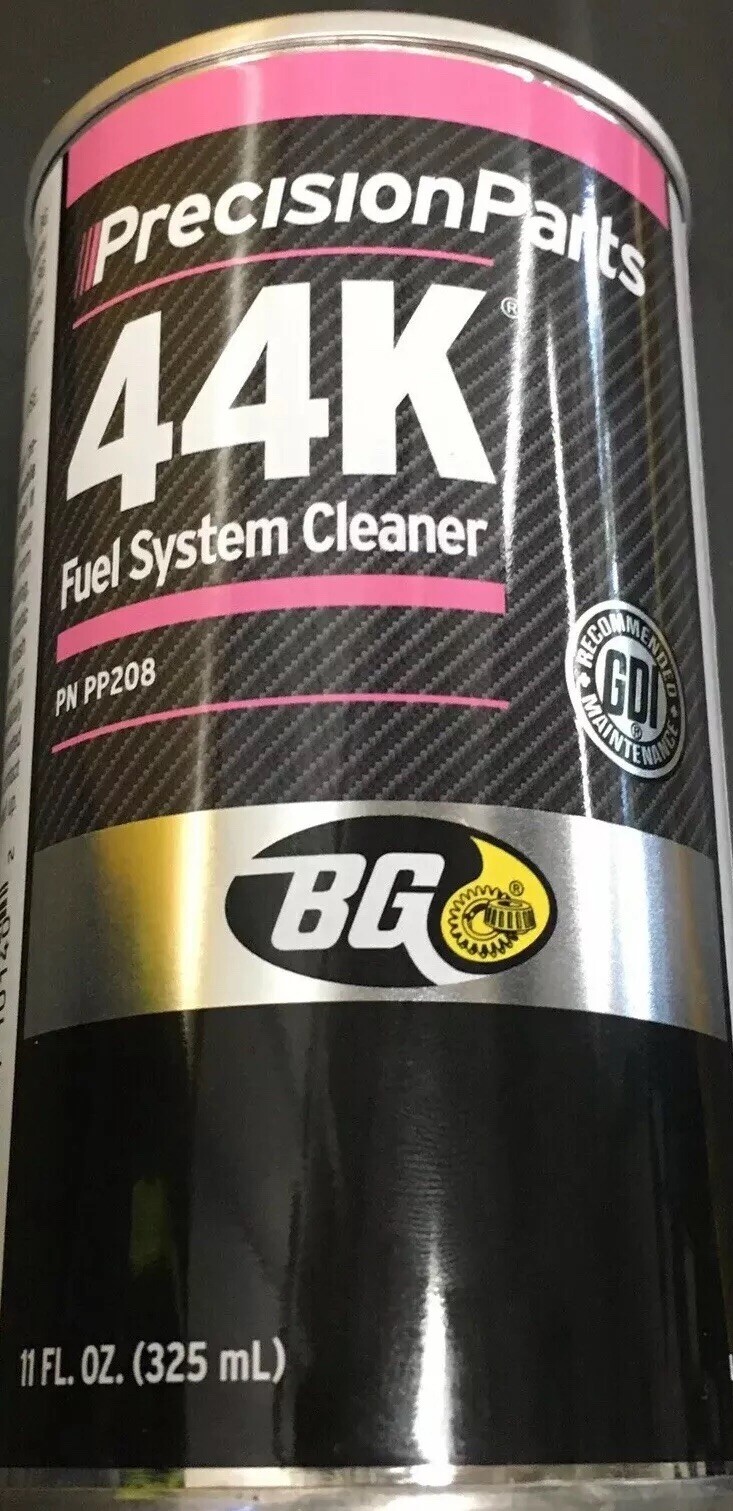 PrecisionParts
44K®
Fuel System Cleaner
PN PP208
RECOMMENDED
GDI
®
MAINTENANCE
BG®
11 FL. OZ. (325 mL)